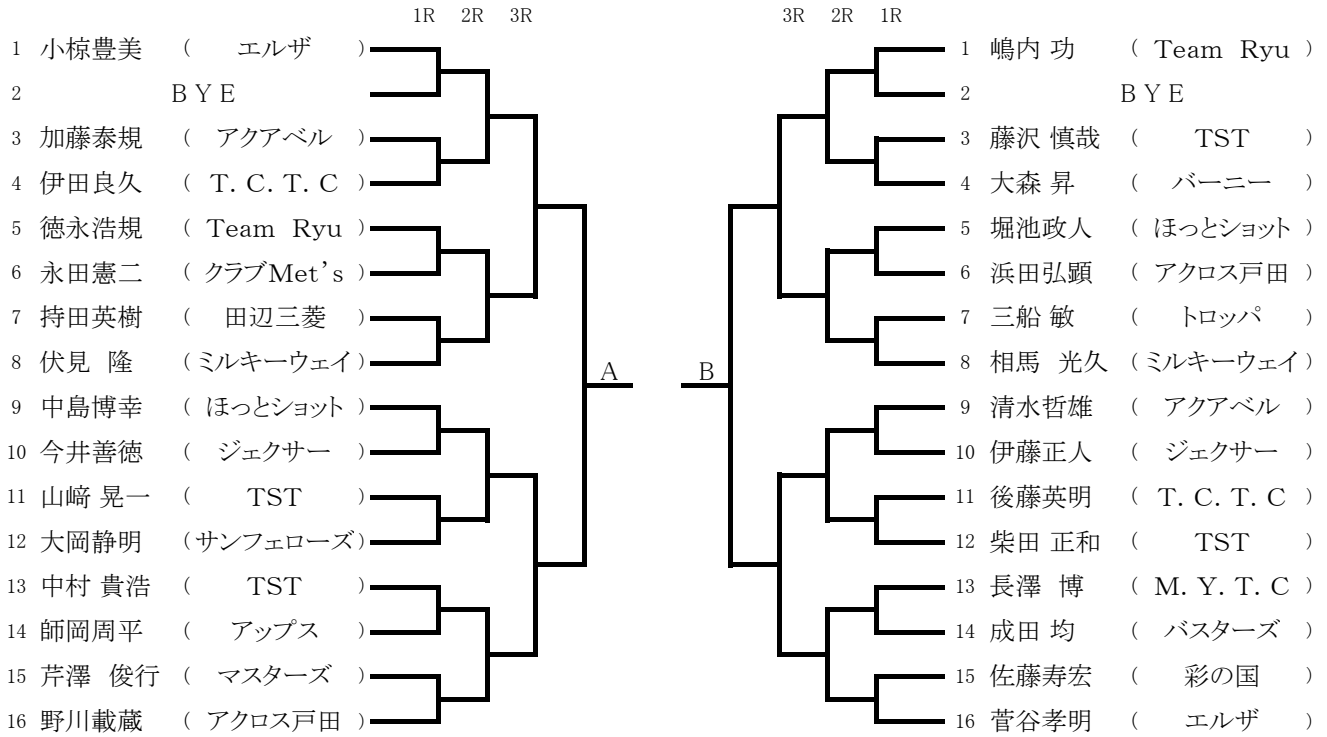 1R 2R 3R
1 小椋豊美 ( エルザ )
2 BYE
3 加藤泰規 ( アクアベル )
4 伊田良久 ( T.C.T.C )
5 徳永浩規 ( Team Ryu )
6 永田憲二 ( クラブMet's )
7 持田英樹 ( 田辺三菱 )
8 伏見 隆 (ミルキーウェイ)
A
9 中島博幸 ( ほっとショット )
10 今井善徳 ( ジェクサー )
11 山﨑 晃一 ( TST )
12 大岡静明 (サンフェローズ)
13 中村 貴浩 ( TST )
14 師岡周平 ( アップス )
15 芹澤 俊行 ( マスターズ )
16 野川載蔵 ( アクロス戸田 )
3R 2R 1R
1 嶋内 功 ( Team Ryu )
2 BYE
3 藤沢 慎哉 ( TST )
4 大森 昇 ( バーニー )
5 堀池政人 ( ほっとショット )
6 浜田弘顕 ( アクロス戸田 )
7 三船 敏 ( トロッパ )
8 相馬 光久 (ミルキーウェイ)
B
9 清水哲雄 ( アクアベル )
10 伊藤正人 ( ジェクサー )
11 後藤英明 ( T.C.T.C )
12 柴田 正和 ( TST )
13 長澤 博 ( M.Y.T.C )
14 成田 均 ( バスターズ )
15 佐藤寿宏 ( 彩の国 )
16 菅谷孝明 ( エルザ )